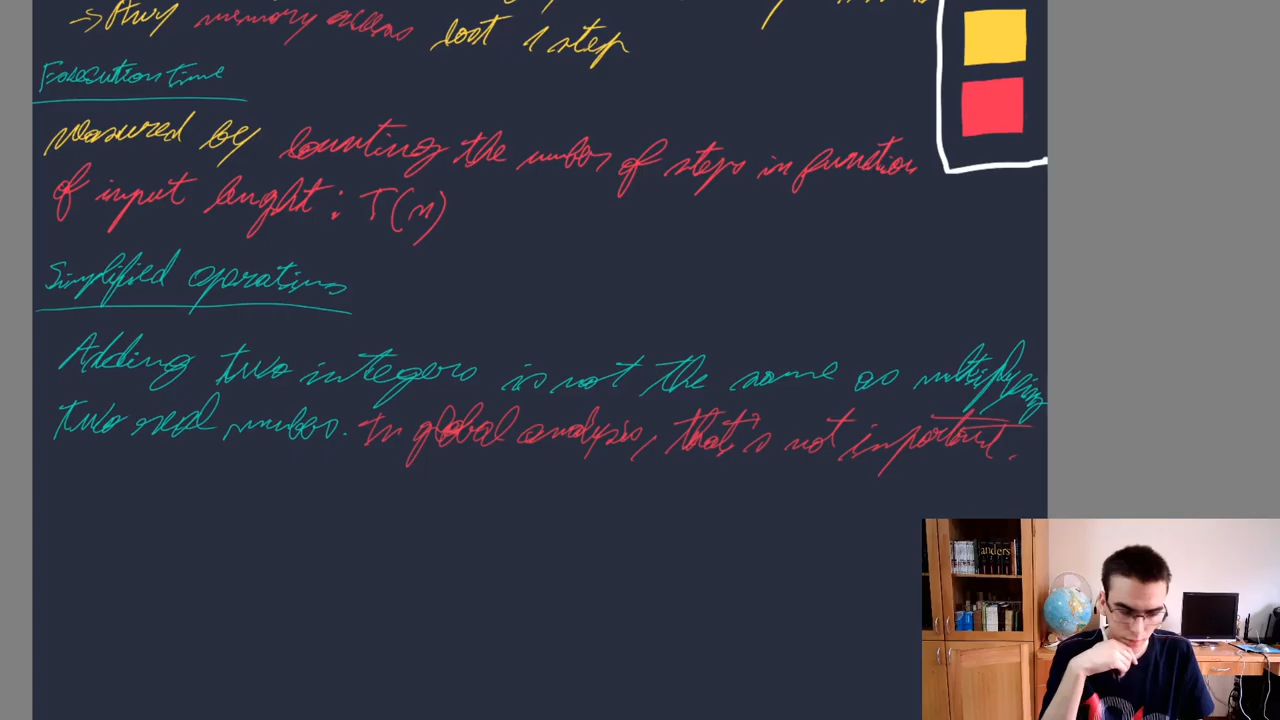 → Any memory access cost 1 step
Execution time
Measured by counting the number of steps in function
of input lenght: T(n)
Simplified operations
Adding two integers is not the same as multiplying
two real numbers. In global analysis, that's not important.
anders